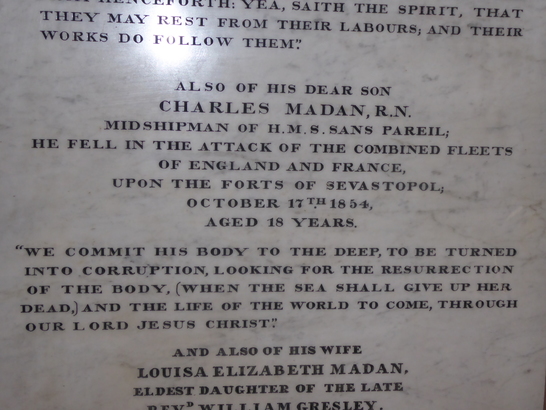 HENCEFORTH: YEA, SAITH THE SPIRIT, THAT
THEY MAY REST FROM THEIR LABOURS; AND THEIR
WORKS DO FOLLOW THEM."
ALSO OF HIS DEAR SON
CHARLES MADAN, R.N.
MIDSHIPMAN OF H.M.S. SANS PAREIL;
HE FELL IN THE ATTACK OF THE COMBINED FLEETS
OF ENGLAND AND FRANCE,
UPON THE FORTS OF SEVASTOPOL;
OCTOBER 17TH 1854,
AGED 18 YEARS.
"WE COMMIT HIS BODY TO THE DEEP, TO BE TURNED
INTO CORRUPTION, LOOKING FOR THE RESURRECTION
OF THE BODY, (WHEN THE SEA SHALL GIVE UP HER
DEAD,) AND THE LIFE OF THE WORLD TO COME, THROUGH
OUR LORD JESUS CHRIST."
AND ALSO OF HIS WIFE
LOUISA ELIZABETH MADAN,
ELDEST DAUGHTER OF THE LATE
REVD WILLIAM GRESLEY,